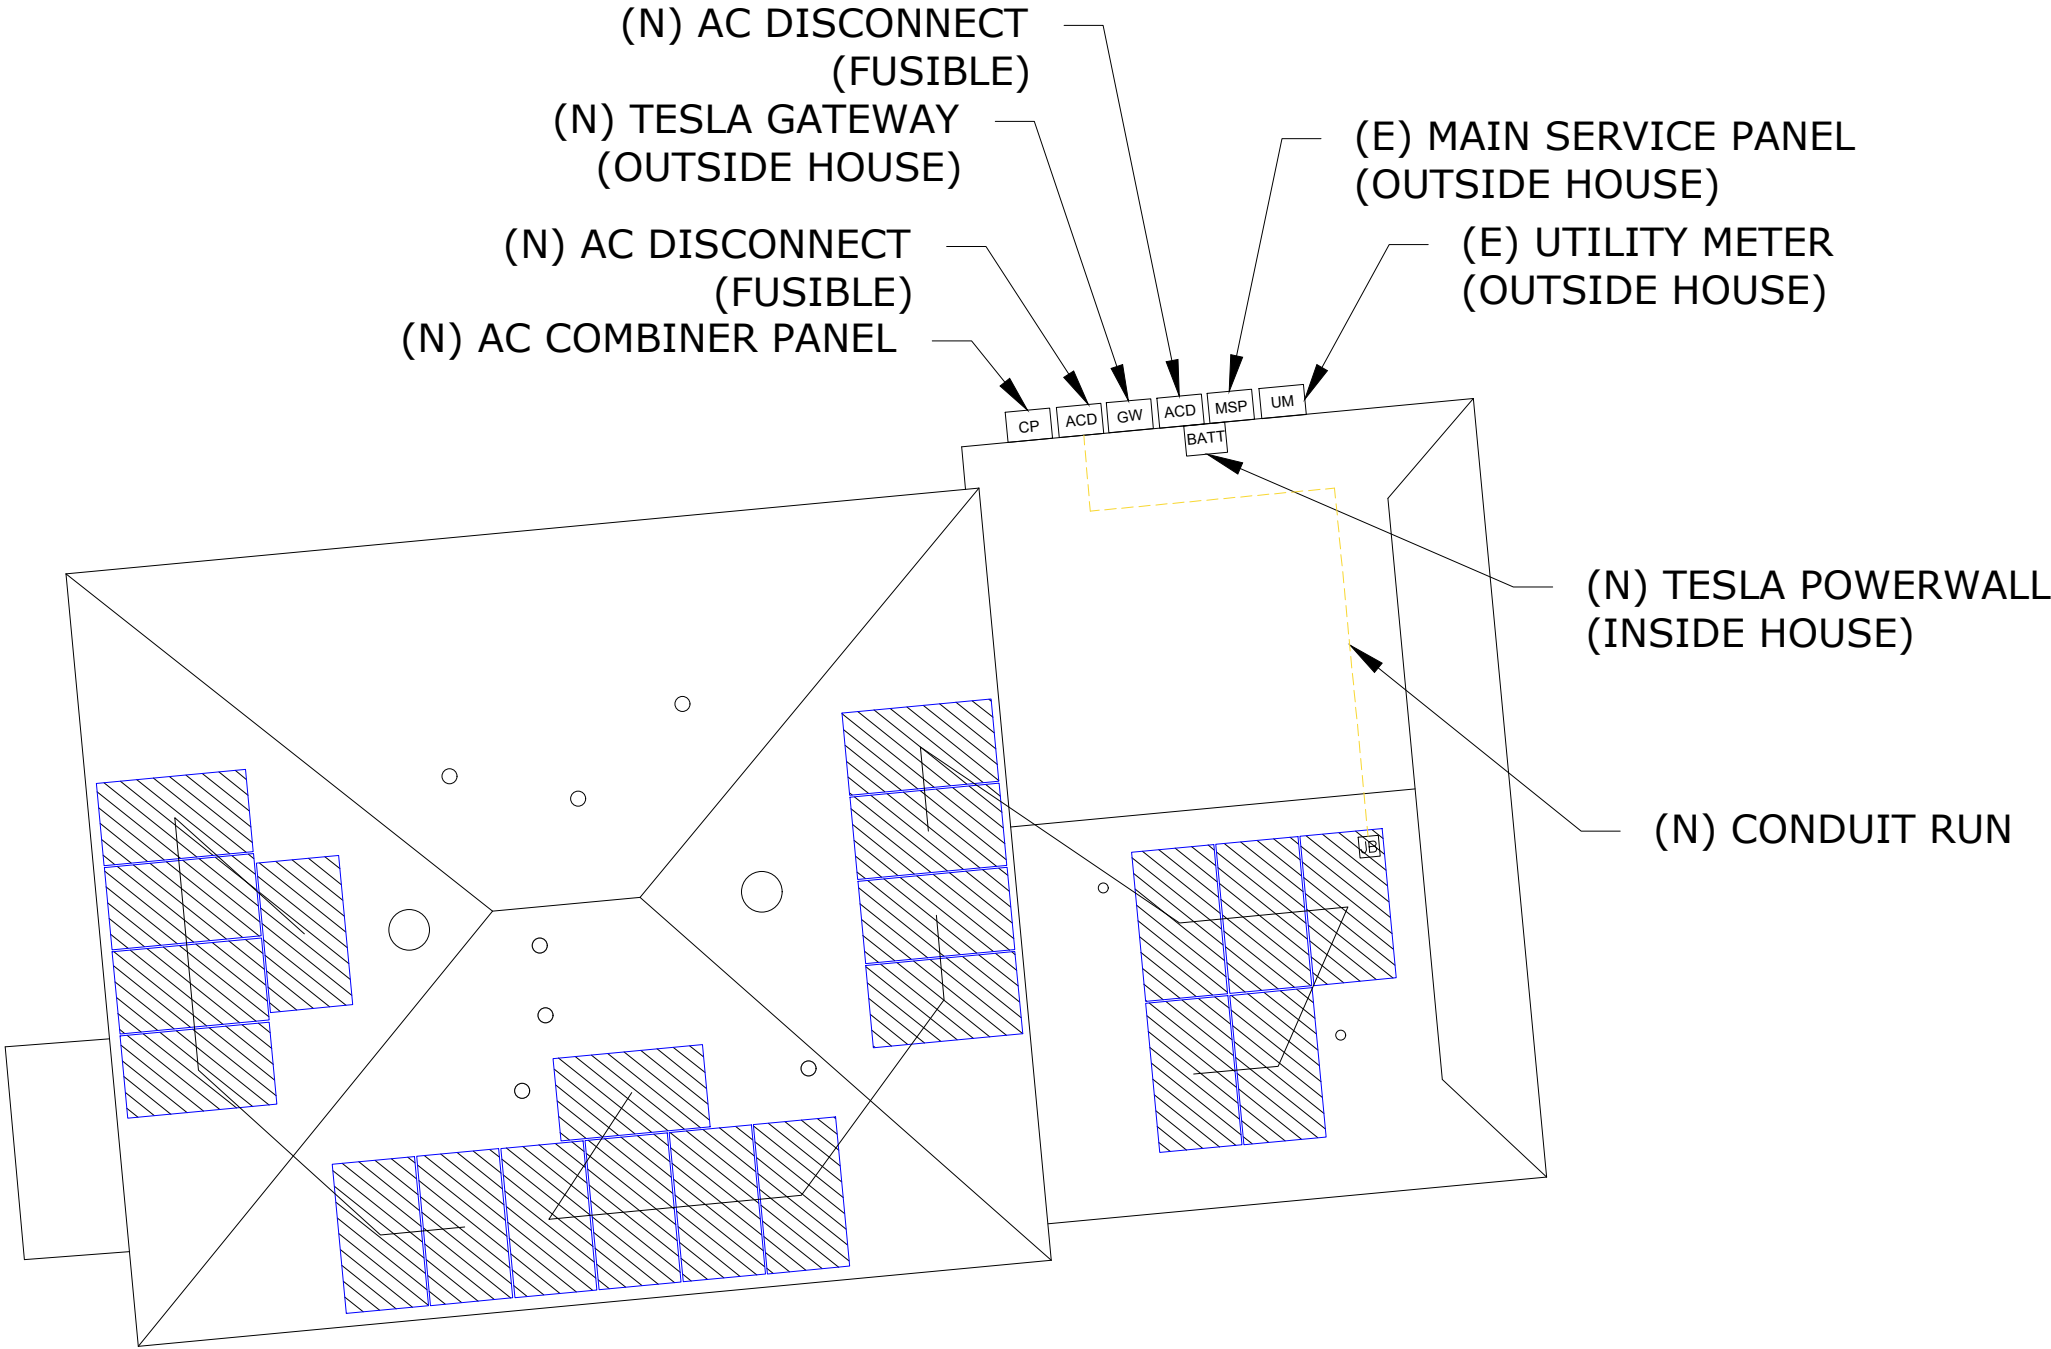 (N) AC DISCONNECT
(FUSIBLE)
(N) TESLA GATEWAY
(OUTSIDE HOUSE)
(E) MAIN SERVICE PANEL
(OUTSIDE HOUSE)
(N) AC DISCONNECT
(FUSIBLE)
(E) UTILITY METER
(OUTSIDE HOUSE)
(N) AC COMBINER PANEL
CP
ACD
GW
ACD
MSP
UM
BATT
(N) TESLA POWERWALL
(INSIDE HOUSE)
(N) CONDUIT RUN
JB